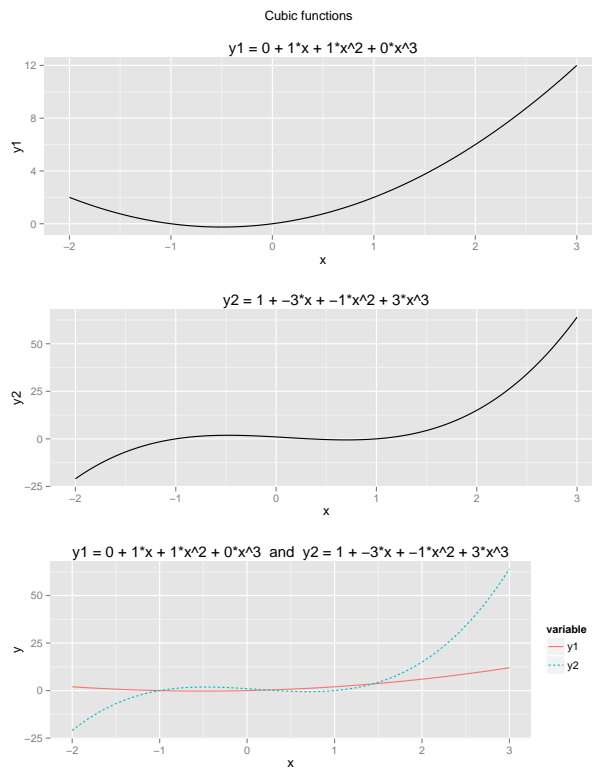 Cubic functions
y1 = 0 + 1*x + 1*x^2 + 0*x^3
12
8
4
0
y1
−2
−1
0
1
2
3
x
y2 = 1 + −3*x + −1*x^2 + 3*x^3
50
25
0
−25
y2
−2
−1
0
1
2
3
x
y1 = 0 + 1*x + 1*x^2 + 0*x^3 and y2 = 1 + −3*x + −1*x^2 + 3*x^3
50
25
0
−25
y
−2
−1
0
1
2
3
x
variable
y1
y2